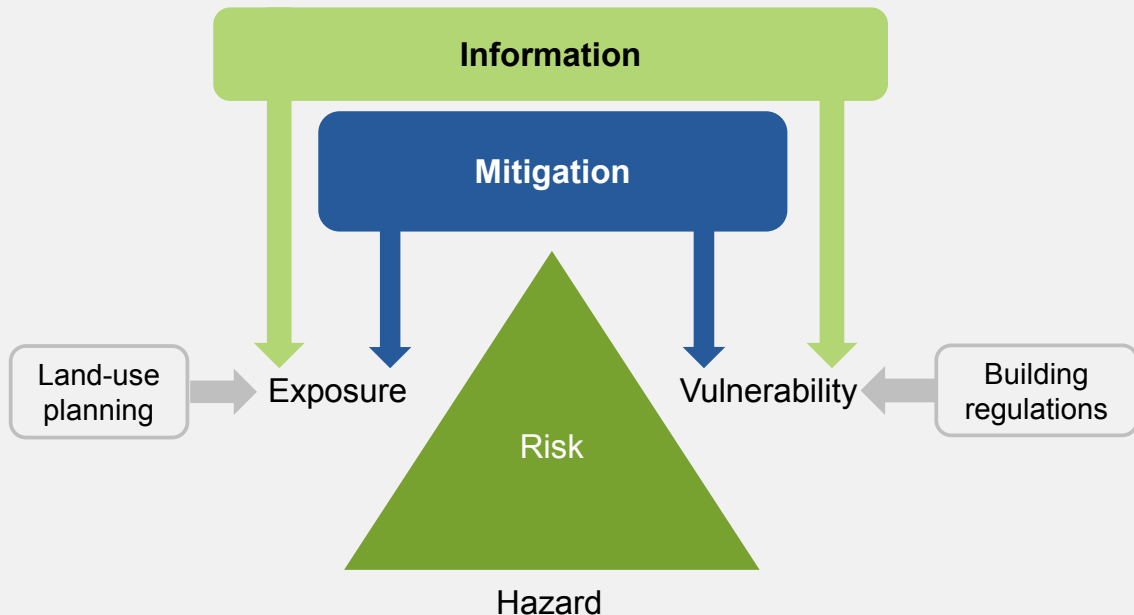 Information
Mitigation
Land-use
planning
Exposure
Vulnerability
Building
regulations
Risk
Hazard